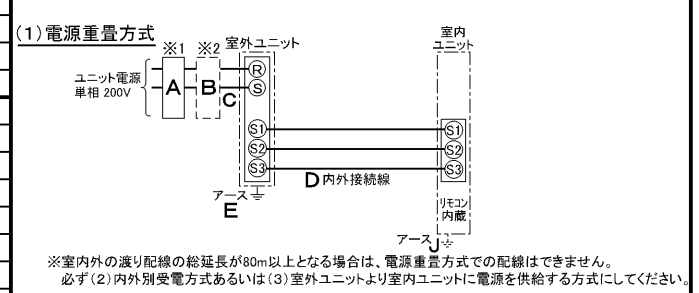 (1)電源重畳方式
※1 ※2 室外ユニット 室内
ユニット
ユニット電源
単相 200V
A B C
R
S
S1 S1
S2 S2
S3 S3
D 内外接続線
アース
E
リモコン
内蔵
アース J
※室内外の渡り配線の総延長が80m以上となる場合は、電源重畳方式での配線はできません。
必ず(2)内外別受電方式あるいは(3)室外ユニットより室内ユニットに電源を供給する方式にしてください。